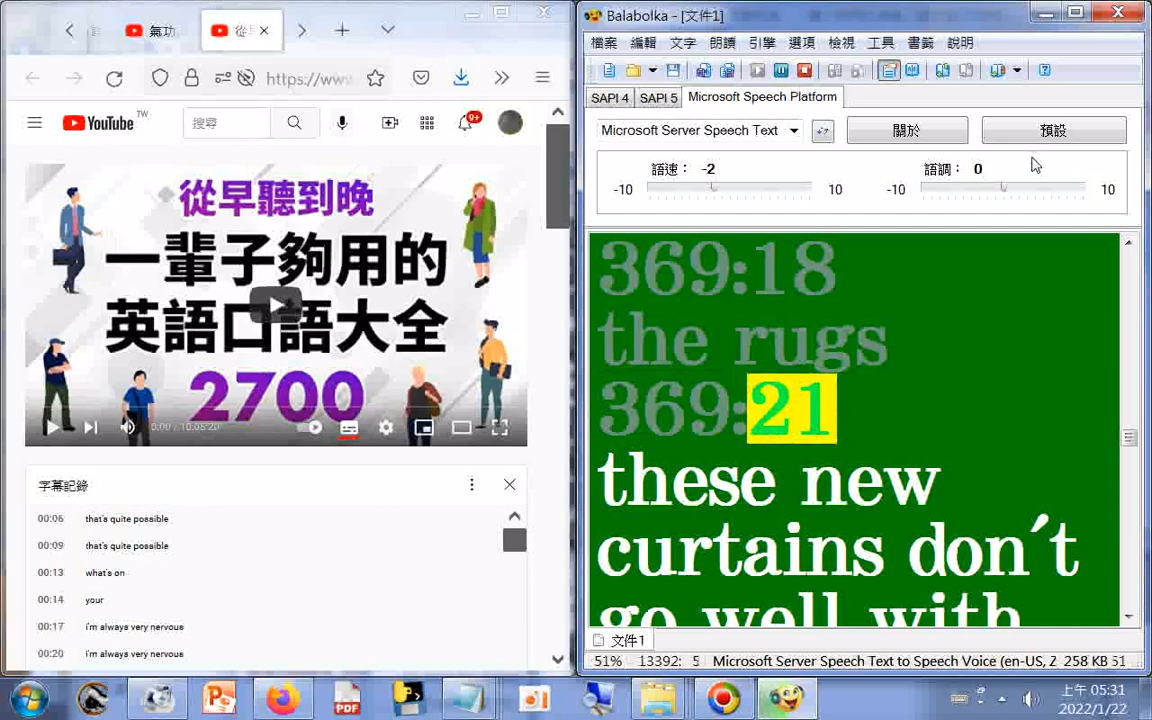 氣功
從
https://www
YouTube TW
搜尋
9+
從早聽到晚
一輩子夠用的
英語口語大全
2700
0:00 / 10:05:20
字幕記錄
00:06 that's quite possible
00:09 that's quite possible
00:13 what's on
00:14 your
00:17 i'm always very nervous
00:20 i'm always very nervous
Balabolka - [文件1]
檔案 編輯 文字 朗讀 引擎 選項 檢視 工具 書籤 說明
SAPI 4 SAPI 5 Microsoft Speech Platform
Microsoft Server Speech Text 關於 預設
語速： -2 語調： 0
-10 10 -10 10
369:18
the rugs
369:21
these new
curtains don't
go well with
文件1
51% 13392: 5 Microsoft Server Speech Text to Speech Voice (en-US, Z 258 KB 51
PDF
上午 05:31
2022/1/22